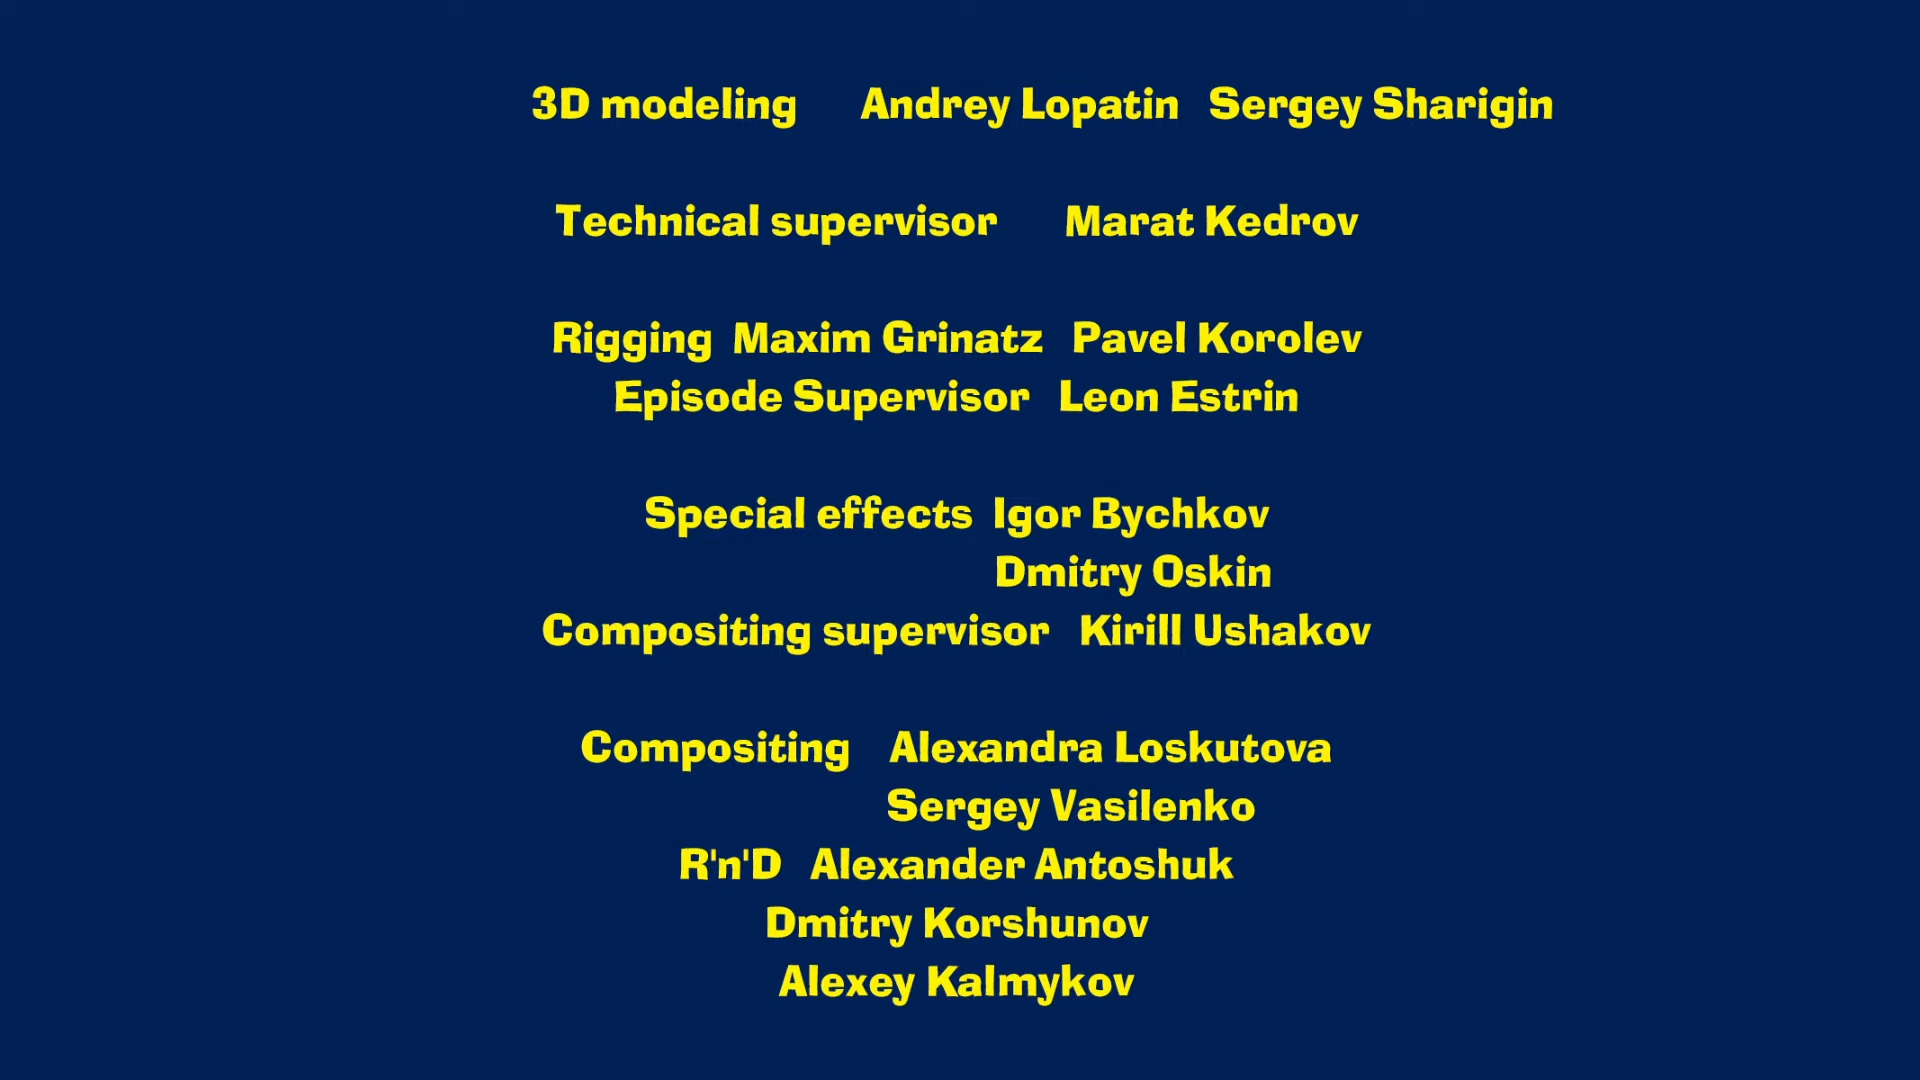 3D modeling Andrey Lopatin Sergey Sharigin
Technical supervisor Marat Kedrov
Rigging Maxim Grinatz Pavel Korolev
Episode Supervisor Leon Estrin
Special effects Igor Bychkov
Dmitry Oskin
Compositing supervisor Kirill Ushakov
Compositing Alexandra Loskutova
Sergey Vasilenko
R'n'D Alexander Antoshuk
Dmitry Korshunov
Alexey Kalmykov